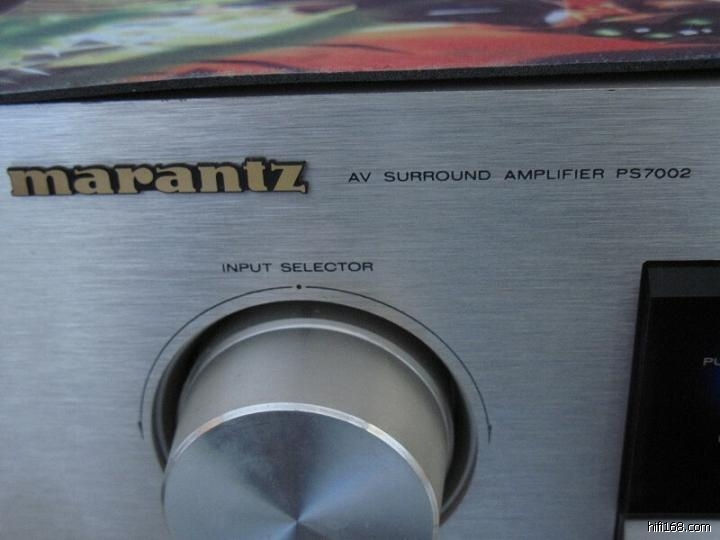 marantz AV SURROUND AMPLIFIER PS7002
INPUT SELECTOR
hifi168.com